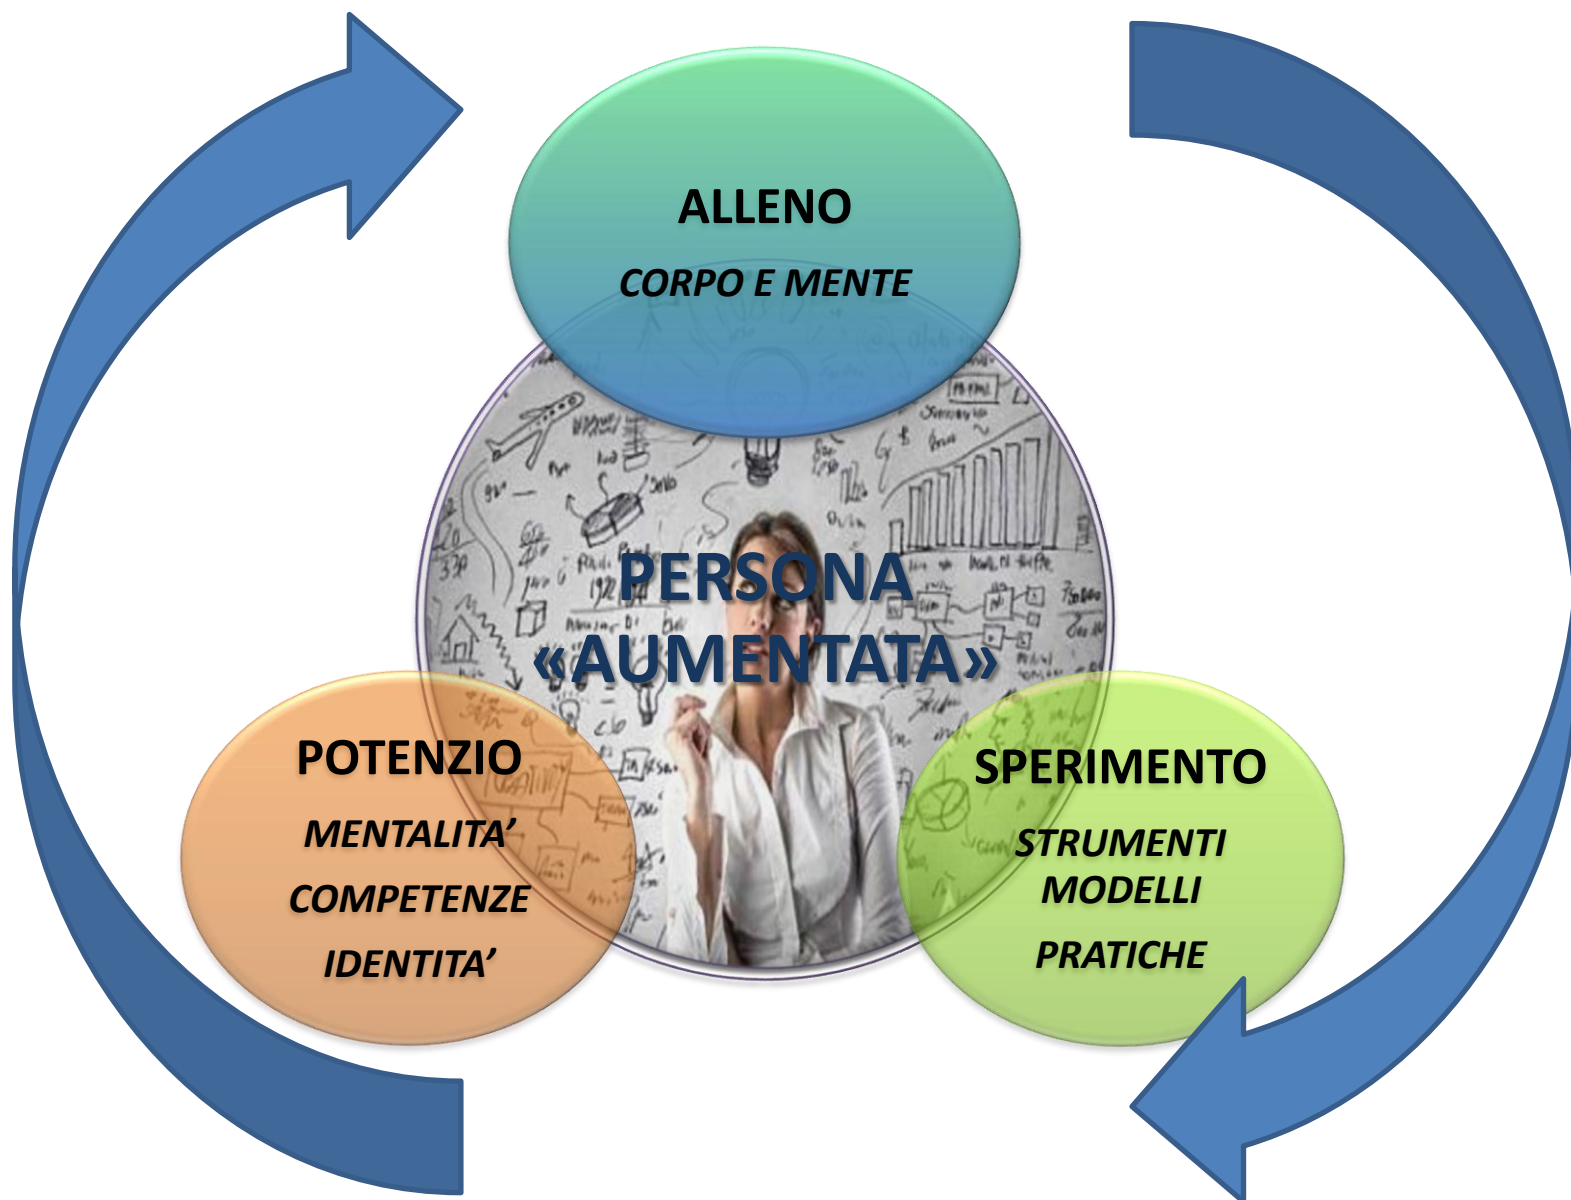 ALLENO
CORPO E MENTE
PERSONA
«AUMENTATA»
POTENZIO
MENTALITA’
COMPETENZE
IDENTITA’
SPERIMENTO
STRUMENTI
MODELLI
PRATICHE